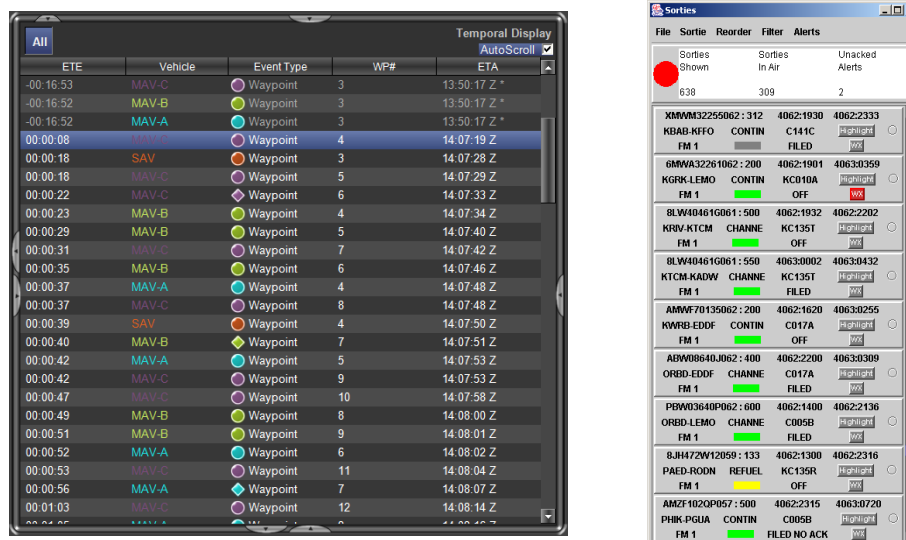 All
Temporal Display
AutoScroll
ETE Vehicle Event Type WP# ETA
-00:16:53 MAV-C Waypoint 3 13:50:17 Z *
-00:16:52 MAV-B Waypoint 3 13:50:17 Z *
-00:16:52 MAV-A Waypoint 3 13:50:17 Z *
00:00:08 MAV-C Waypoint 4 14:07:19 Z
00:00:18 SAV Waypoint 3 14:07:28 Z
00:00:18 MAV-C Waypoint 5 14:07:29 Z
00:00:22 MAV-C Waypoint 6 14:07:33 Z
00:00:23 MAV-B Waypoint 4 14:07:34 Z
00:00:29 MAV-B Waypoint 5 14:07:40 Z
00:00:31 MAV-C Waypoint 7 14:07:42 Z
00:00:35 MAV-B Waypoint 6 14:07:46 Z
00:00:37 MAV-A Waypoint 4 14:07:48 Z
00:00:37 MAV-C Waypoint 8 14:07:48 Z
00:00:39 SAV Waypoint 4 14:07:50 Z
00:00:40 MAV-B Waypoint 7 14:07:51 Z
00:00:42 MAV-A Waypoint 5 14:07:53 Z
00:00:42 MAV-C Waypoint 9 14:07:53 Z
00:00:47 MAV-C Waypoint 10 14:07:58 Z
00:00:49 MAV-B Waypoint 8 14:08:00 Z
00:00:51 MAV-B Waypoint 9 14:08:01 Z
00:00:52 MAV-A Waypoint 6 14:08:02 Z
00:00:53 MAV-C Waypoint 11 14:08:04 Z
00:00:56 MAV-A Waypoint 7 14:08:07 Z
00:01:03 MAV-C Waypoint 12 14:08:14 Z
Sorties
File Sortie Reorder Filter Alerts
Sorties Sorties Unacked
Shown In Air Alerts
638 309 2
XMWM32255062 : 312 4062:1930 4062:2333
KBAB-KFFO CONTIN C141C Highlight
FM 1 FILED WX
6MWA32261062 : 200 4062:1901 4063:0359
KGRK-LEMO CONTIN KC010A Highlight
FM 1 OFF WX
8LW40461G061 : 500 4062:1932 4062:2202
KRIV-KTCM CHANNE KC135T Highlight
FM 1 OFF WX
8LW40461G061 : 550 4063:0002 4063:0432
KTCM-KADW CHANNE KC135T Highlight
FM 1 FILED WX
AMWF70135062 : 200 4062:1620 4063:0255
KWRB-EDDF CONTIN C017A Highlight
FM 1 OFF WX
ABW08640J062 : 400 4062:2200 4063:0309
ORBD-EDDF CHANNE C017A Highlight
FM 1 FILED WX
PBW03640P062 : 600 4062:1400 4062:2136
ORBD-LEMO CHANNE C005B Highlight
FM 1 FILED WX
8JH472W12059 : 133 4062:1300 4062:2316
PAED-RODN REFUEL KC135R Highlight
FM 1 OFF WX
AMZF102QP057 : 500 4062:2315 4063:0720
PHIK-PGUA CONTIN C005B Highlight
FM 1 FILED NO ACK WX